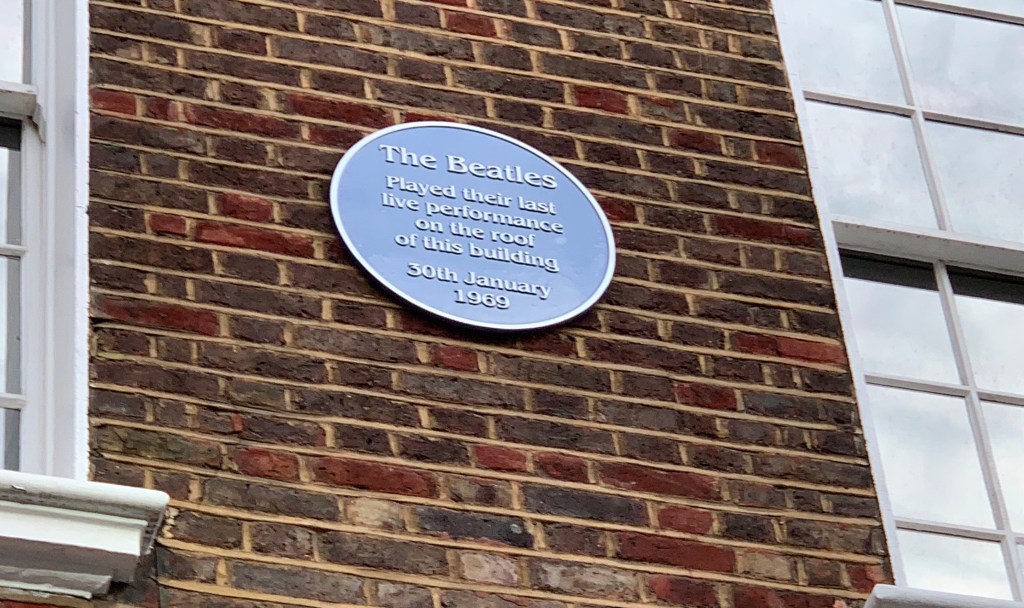 The Beatles
Played their last
live performance
on the roof
of this building
30th January
1969